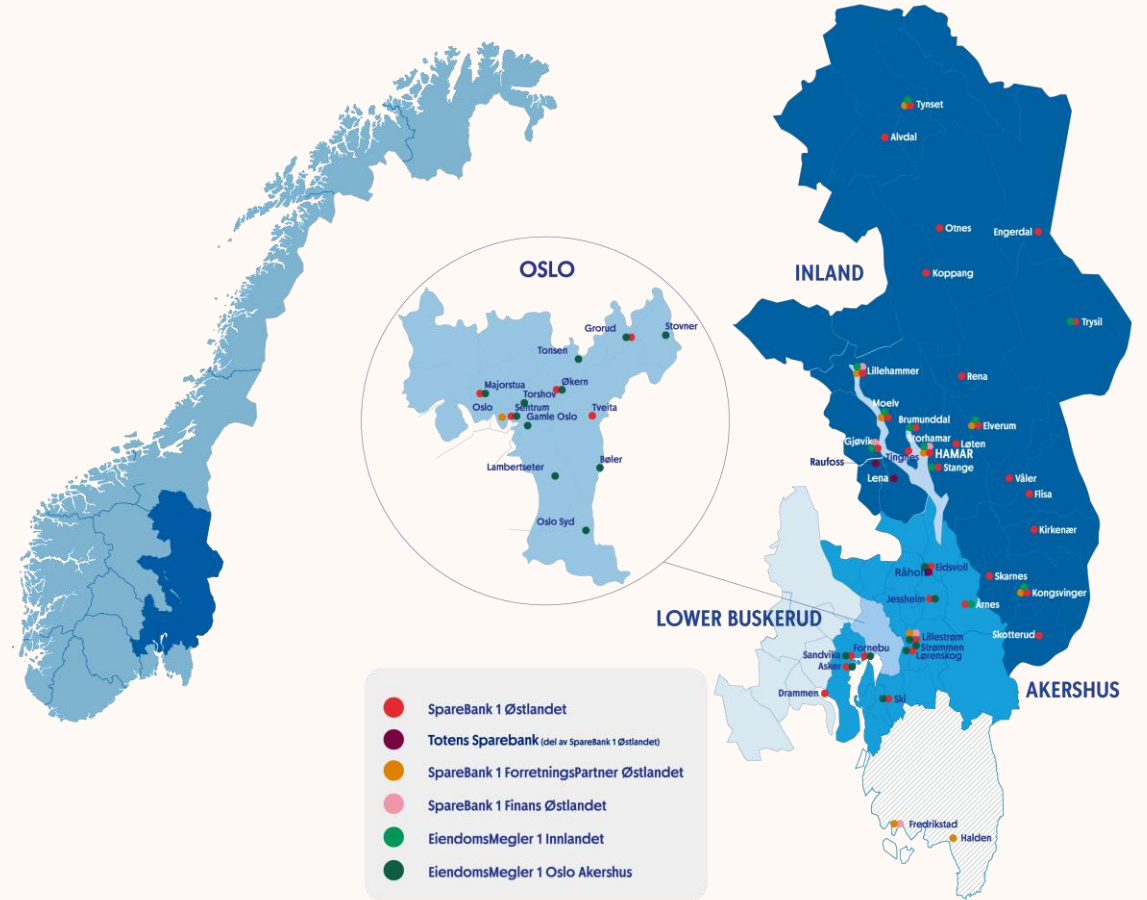 OSLO
Grorud
Stovner
Tonsen
Majorstua
Økern
Torshov
Oslo
Sentrum
Tveita
Gamle Oslo
Lambertseter
Bøler
Oslo Syd
INLAND
Tynset
Alvdal
Otnes
Engerdal
Koppang
Trysil
Lillehammer
Rena
Moelv
Brumunddal
Elverum
Storhamar
Gjøvik
Løten
HAMAR
Tingnes
Raufoss
Stange
Lena
Våler
Flisa
Kirkenær
Råholt
Eidsvoll
Skarnes
Kongsvinger
Jessheim
Årnes
LOWER BUSKERUD
Lillestrøm
Skotterud
Strømmen
Sandvika
Fornebu
Lørenskog
Asker
AKERSHUS
Drammen
Ski
Fredrikstad
Halden
SpareBank 1 Østlandet
Totens Sparebank (del av SpareBank 1 Østlandet)
SpareBank 1 ForretningsPartner Østlandet
SpareBank 1 Finans Østlandet
EiendomsMegler 1 Innlandet
EiendomsMegler 1 Oslo Akershus